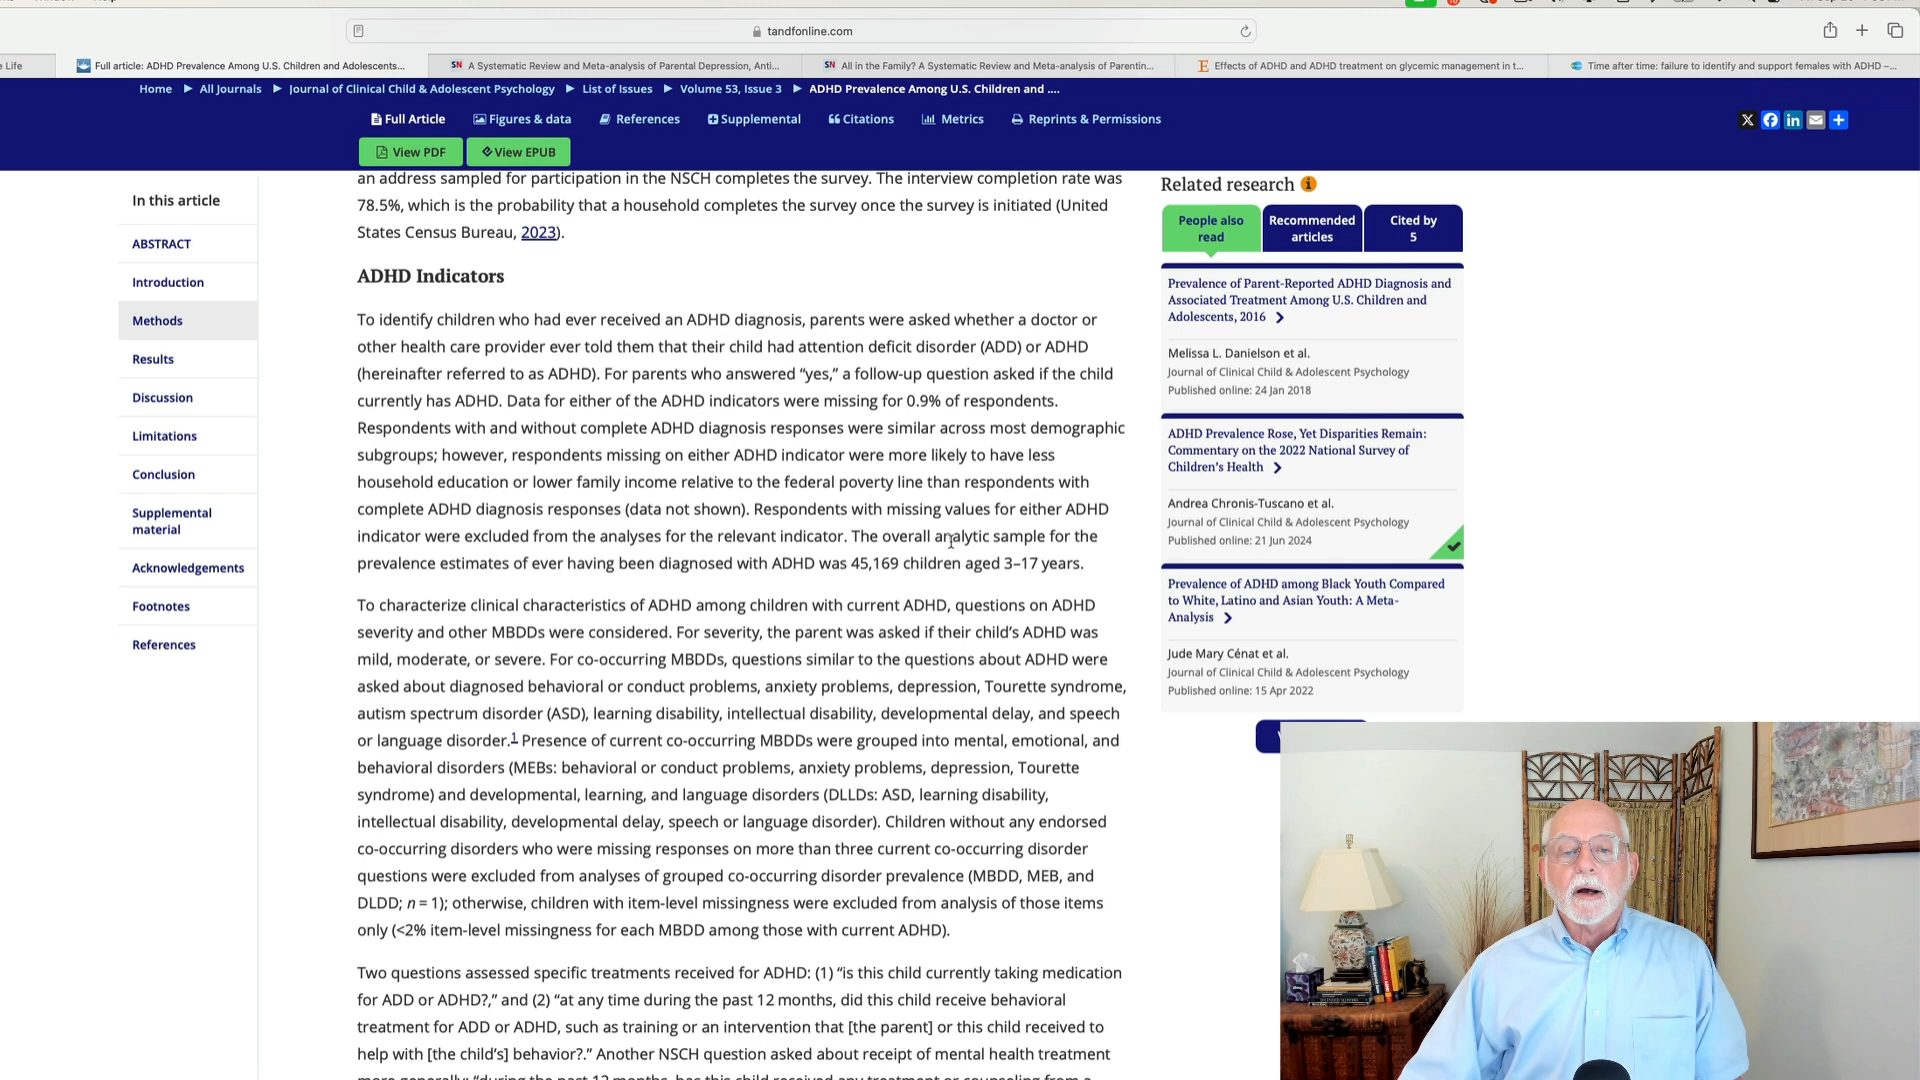 tandfonline.com
e Life
Full article: ADHD Prevalence Among U.S. Children and Adolescents...
SN A Systematic Review and Meta-analysis of Parental Depression, Anti...
SN All in the Family? A Systematic Review and Meta-analysis of Parentin...
E Effects of ADHD and ADHD treatment on glycemic management in t...
Time after time: failure to identify and support females with ADHD –...
Home ▶ All Journals ▶ Journal of Clinical Child & Adolescent Psychology ▶ List of Issues ▶ Volume 53, Issue 3 ▶ ADHD Prevalence Among U.S. Children and ....
Full Article Figures & data References Supplemental Citations Metrics Reprints & Permissions
View PDF View EPUB
In this article
ABSTRACT
Introduction
Methods
Results
Discussion
Limitations
Conclusion
Supplemental
material
Acknowledgements
Footnotes
References
an address sampled for participation in the NSCH completes the survey. The interview completion rate was
78.5%, which is the probability that a household completes the survey once the survey is initiated (United
States Census Bureau, 2023).
ADHD Indicators
To identify children who had ever received an ADHD diagnosis, parents were asked whether a doctor or
other health care provider ever told them that their child had attention deficit disorder (ADD) or ADHD
(hereinafter referred to as ADHD). For parents who answered “yes,” a follow-up question asked if the child
currently has ADHD. Data for either of the ADHD indicators were missing for 0.9% of respondents.
Respondents with and without complete ADHD diagnosis responses were similar across most demographic
subgroups; however, respondents missing on either ADHD indicator were more likely to have less
household education or lower family income relative to the federal poverty line than respondents with
complete ADHD diagnosis responses (data not shown). Respondents with missing values for either ADHD
indicator were excluded from the analyses for the relevant indicator. The overall analytic sample for the
prevalence estimates of ever having been diagnosed with ADHD was 45,169 children aged 3–17 years.
To characterize clinical characteristics of ADHD among children with current ADHD, questions on ADHD
severity and other MBDDs were considered. For severity, the parent was asked if their child’s ADHD was
mild, moderate, or severe. For co-occurring MBDDs, questions similar to the questions about ADHD were
asked about diagnosed behavioral or conduct problems, anxiety problems, depression, Tourette syndrome,
autism spectrum disorder (ASD), learning disability, intellectual disability, developmental delay, and speech
or language disorder.1 Presence of current co-occurring MBDDs were grouped into mental, emotional, and
behavioral disorders (MEBs: behavioral or conduct problems, anxiety problems, depression, Tourette
syndrome) and developmental, learning, and language disorders (DLLDs: ASD, learning disability,
intellectual disability, developmental delay, speech or language disorder). Children without any endorsed
co-occurring disorders who were missing responses on more than three current co-occurring disorder
questions were excluded from analyses of grouped co-occurring disorder prevalence (MBDD, MEB, and
DLDD; n = 1); otherwise, children with item-level missingness were excluded from analysis of those items
only (<2% item-level missingness for each MBDD among those with current ADHD).
Two questions assessed specific treatments received for ADHD: (1) “is this child currently taking medication
for ADD or ADHD?,” and (2) “at any time during the past 12 months, did this child receive behavioral
treatment for ADD or ADHD, such as training or an intervention that [the parent] or this child received to
help with [the child’s] behavior?.” Another NSCH question asked about receipt of mental health treatment
more generally: “during the past 12 months, has this child received any treatment or counseling from a
Related research
People also
read
Recommended
articles
Cited by
5
Prevalence of Parent-Reported ADHD Diagnosis and
Associated Treatment Among U.S. Children and
Adolescents, 2016
Melissa L. Danielson et al.
Journal of Clinical Child & Adolescent Psychology
Published online: 24 Jan 2018
ADHD Prevalence Rose, Yet Disparities Remain:
Commentary on the 2022 National Survey of
Children’s Health
Andrea Chronis-Tuscano et al.
Journal of Clinical Child & Adolescent Psychology
Published online: 21 Jun 2024
Prevalence of ADHD among Black Youth Compared
to White, Latino and Asian Youth: A Meta-
Analysis
Jude Mary Cénat et al.
Journal of Clinical Child & Adolescent Psychology
Published online: 15 Apr 2022